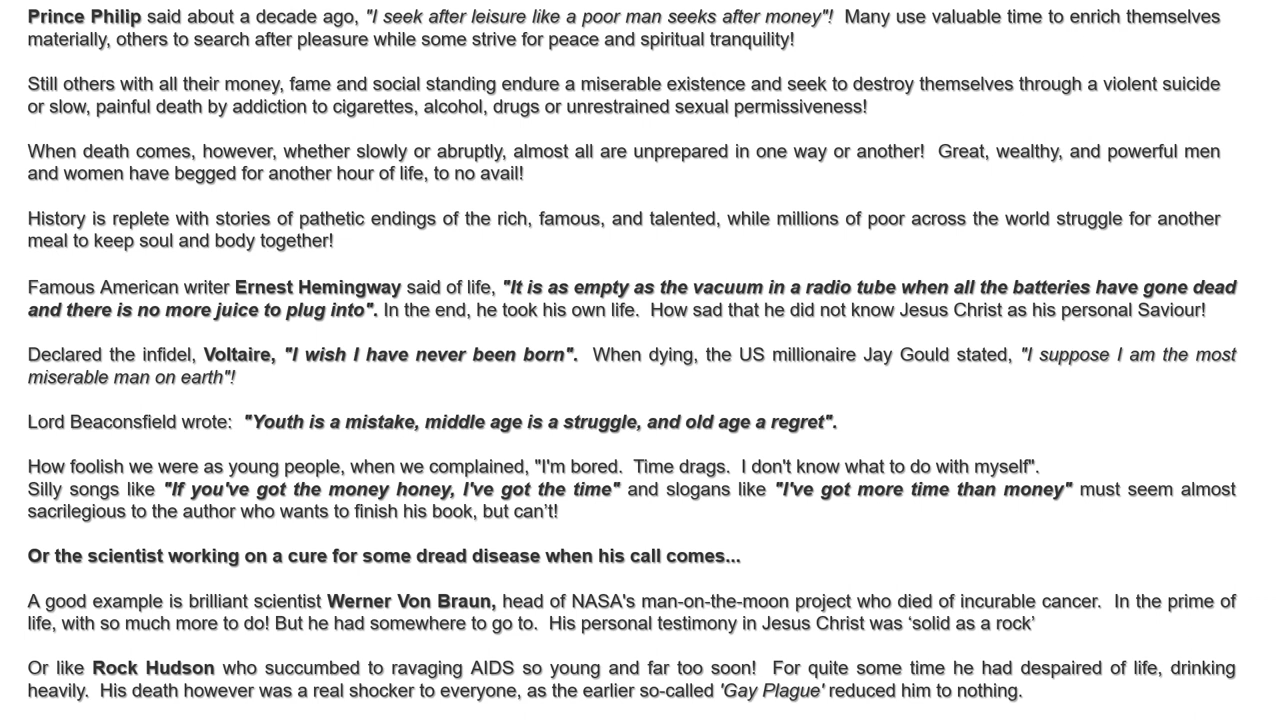 Prince Philip said about a decade ago, "I seek after leisure like a poor man seeks after money"!  Many use valuable time to enrich themselves
materially, others to search after pleasure while some strive for peace and spiritual tranquility!
Still others with all their money, fame and social standing endure a miserable existence and seek to destroy themselves through a violent suicide
or slow, painful death by addiction to cigarettes, alcohol, drugs or unrestrained sexual permissiveness!
When death comes, however, whether slowly or abruptly, almost all are unprepared in one way or another!  Great, wealthy, and powerful men
and women have begged for another hour of life, to no avail!
History is replete with stories of pathetic endings of the rich, famous, and talented, while millions of poor across the world struggle for another
meal to keep soul and body together!
Famous American writer Ernest Hemingway said of life, "It is as empty as the vacuum in a radio tube when all the batteries have gone dead
and there is no more juice to plug into". In the end, he took his own life.  How sad that he did not know Jesus Christ as his personal Saviour!
Declared the infidel, Voltaire, "I wish I have never been born".  When dying, the US millionaire Jay Gould stated, "I suppose I am the most
miserable man on earth"!
Lord Beaconsfield wrote:  "Youth is a mistake, middle age is a struggle, and old age a regret".
How foolish we were as young people, when we complained, "I'm bored.  Time drags.  I don't know what to do with myself".
Silly songs like "If you've got the money honey, I've got the time" and slogans like "I've got more time than money" must seem almost
sacrilegious to the author who wants to finish his book, but can’t!
Or the scientist working on a cure for some dread disease when his call comes...
A good example is brilliant scientist Werner Von Braun, head of NASA's man-on-the-moon project who died of incurable cancer.  In the prime of
life, with so much more to do! But he had somewhere to go to.  His personal testimony in Jesus Christ was ‘solid as a rock’
Or like Rock Hudson who succumbed to ravaging AIDS so young and far too soon!  For quite some time he had despaired of life, drinking
heavily.  His death however was a real shocker to everyone, as the earlier so-called 'Gay Plague' reduced him to nothing.